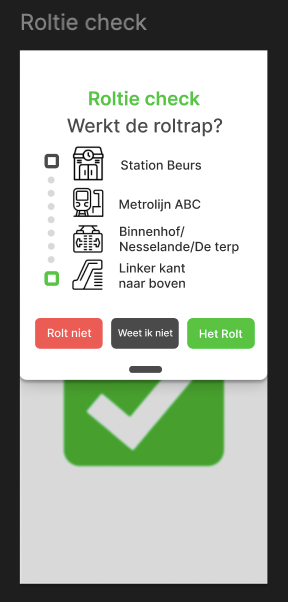 Roltie check
Roltie check
Werkt de roltrap?
Station Beurs
Metrolijn ABC
Binnenhof/
Nesselande/De terp
Linker kant
naar boven
Rolt niet
Weet ik niet
Het Rolt